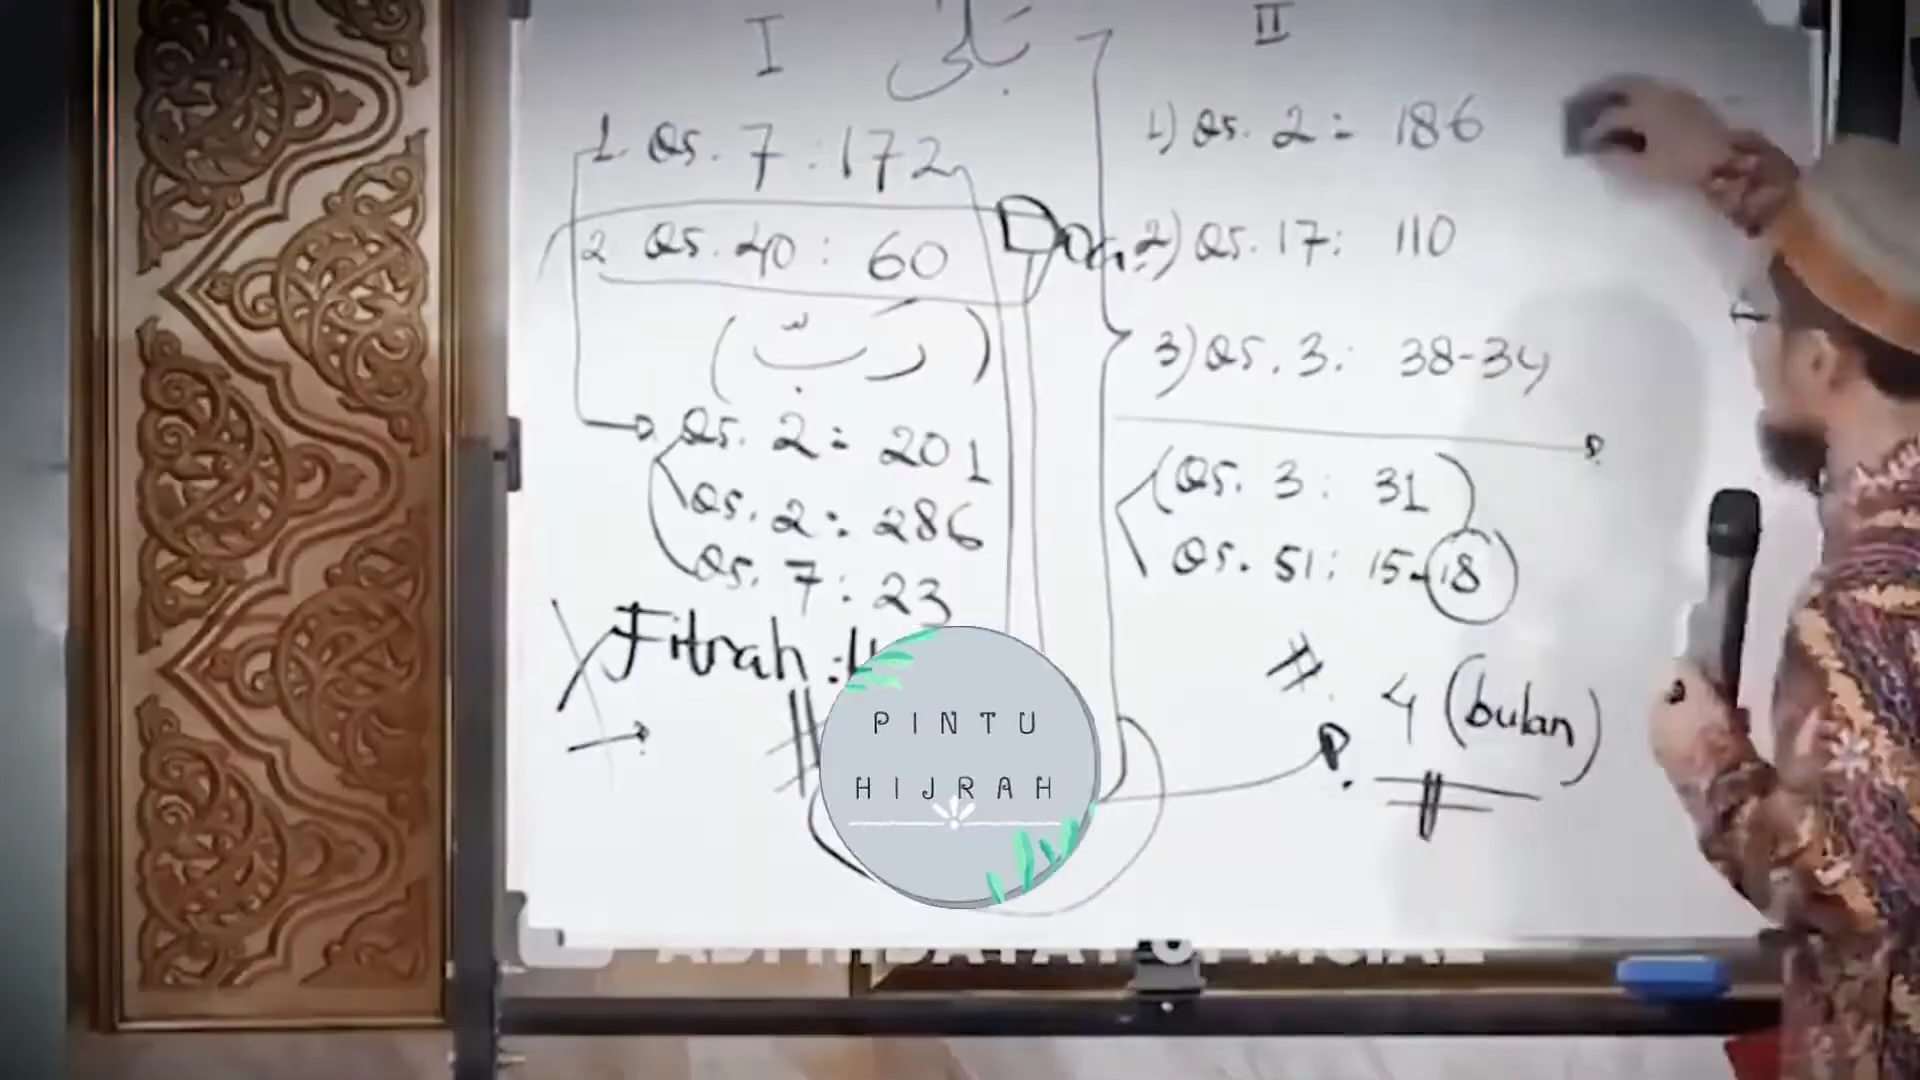 I
1. Qs. 7 : 172
2 Qs. 40 : 60
Doa
( رب )
Qs. 2 : 201
Qs. 2 : 286
Qs. 7 : 23
Fitrah :
II
1) Qs. 2 : 186
2) Qs. 17 : 110
3) Qs. 3 : 38-34
(Qs. 3 : 31)
Qs. 51 : 15-18
4 (bulan)
PINTU
HIJRAH